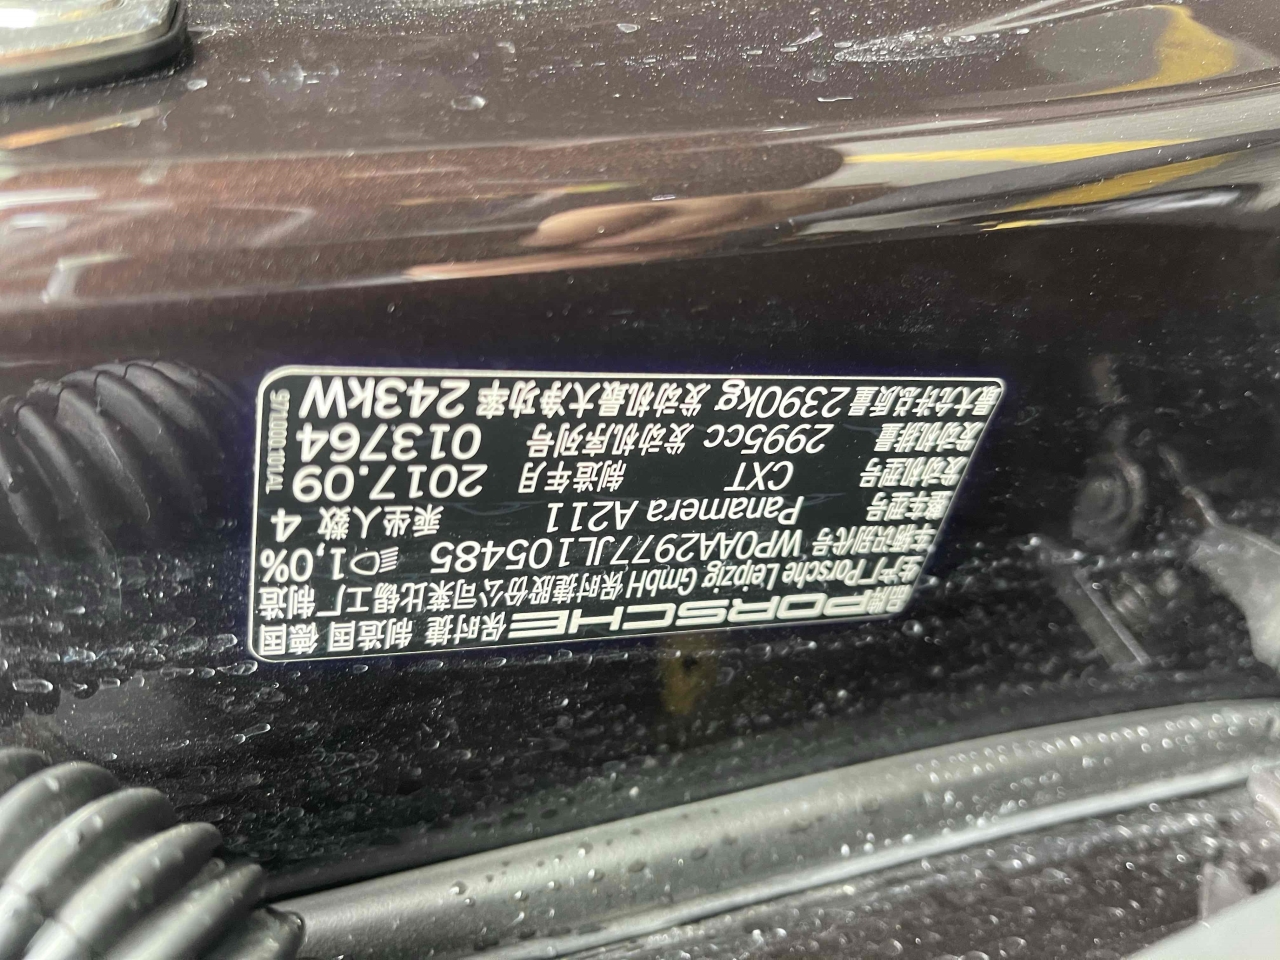 品牌 PORSCHE 保时捷 制造国 德国
生产厂 Porsche Leipzig GmbH 保时捷股份公司莱比锡工厂制造
车辆识别代号 WP0AA2977JL105485 1,0%
整车型号 Panamera A211 乘坐人数 4
发动机型号 CXT 制造年月 2017.09
发动机排量 2995cc 发动机序列号 013764
最大允许总质量 2390kg 发动机最大净功率 243kW